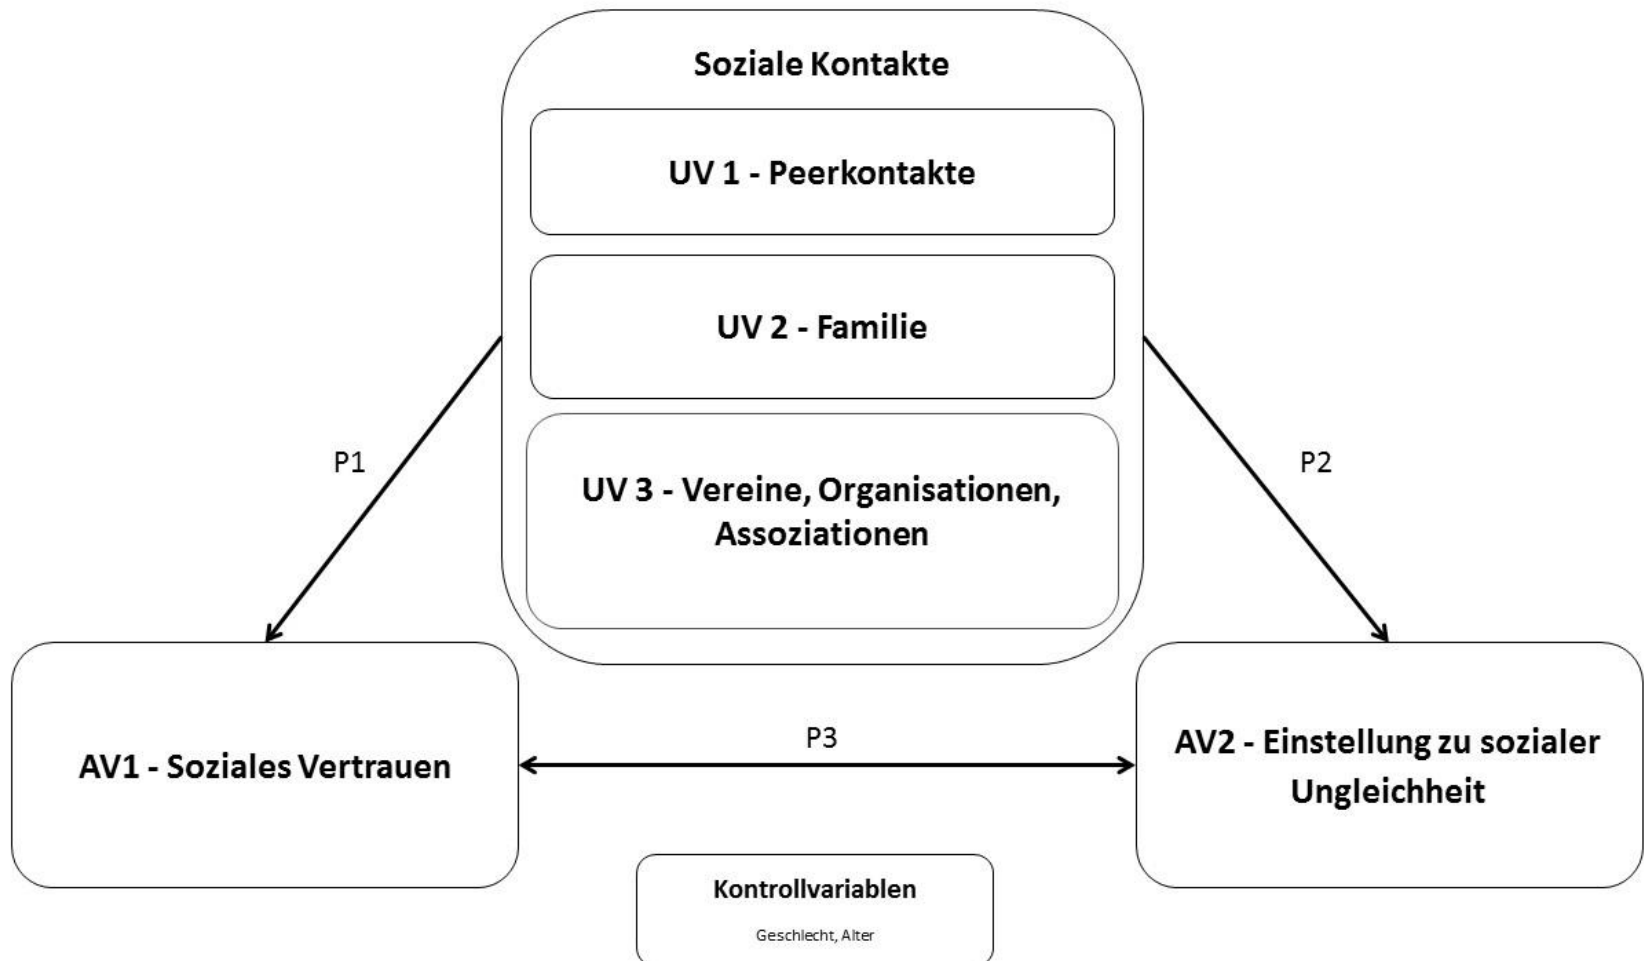 Soziale Kontakte
UV 1 - Peerkontakte
UV 2 - Familie
UV 3 - Vereine, Organisationen,
Assoziationen
P1
P2
AV1 - Soziales Vertrauen
P3
AV2 - Einstellung zu sozialer
Ungleichheit
Kontrollvariablen
Geschlecht, Alter